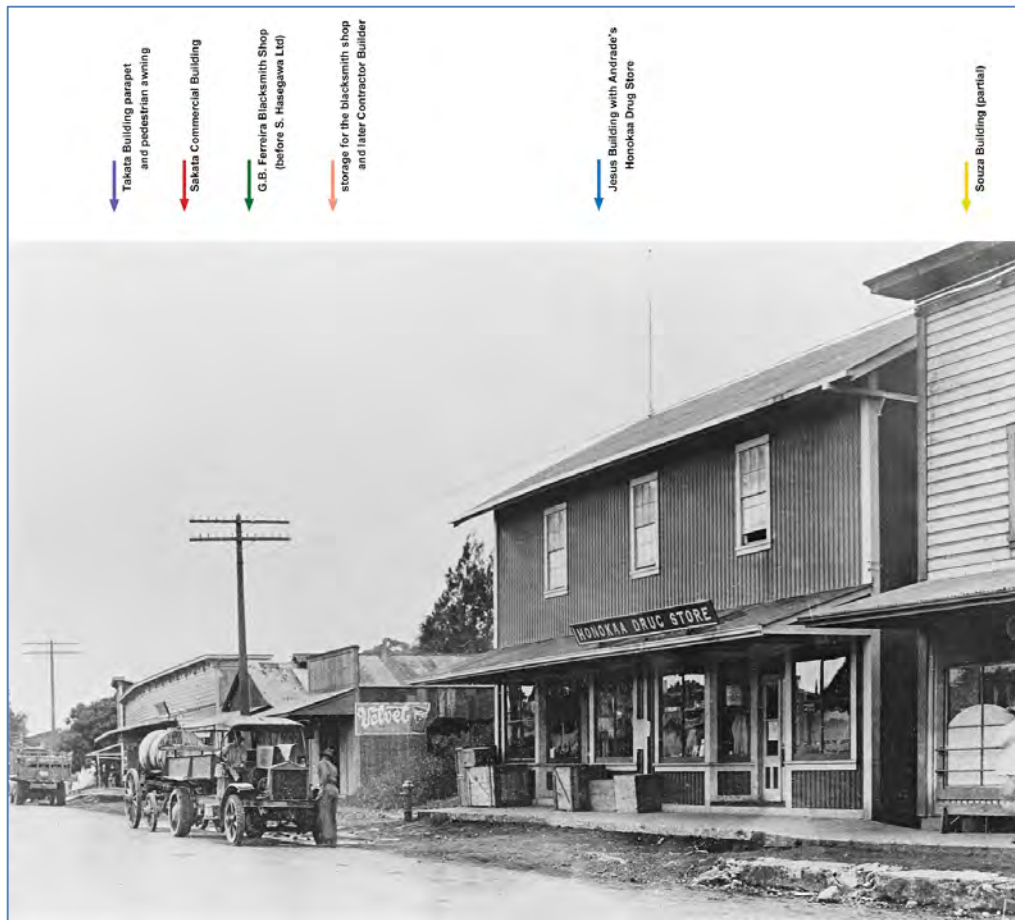 Takata Building parapet
and pedestrian awning
Sakata Commercial Building
G.B. Ferreira Blacksmith Shop
(before S. Hasegawa Ltd)
storage for the blacksmith shop
and later Contractor Builder
Jesus Building with Andrade's
Honokaa Drug Store
Souza Building (partial)
HONOKAA DRUG STORE
Velvet